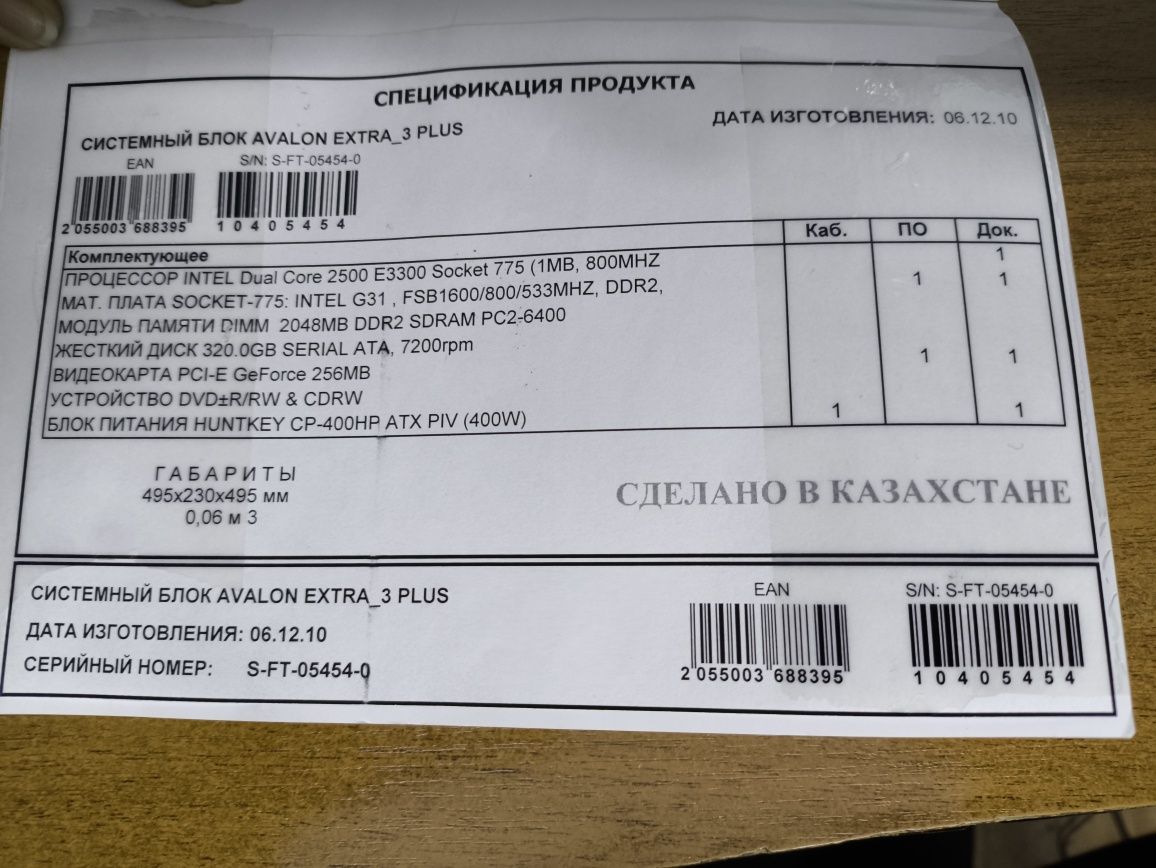 СПЕЦИФИКАЦИЯ ПРОДУКТА
ДАТА ИЗГОТОВЛЕНИЯ: 06.12.10
СИСТЕМНЫЙ БЛОК AVALON EXTRA_3 PLUS
EAN S/N: S-FT-05454-0
2 055003 688395 1 0 4 0 5 4 5 4
Комплектующее Каб. ПО Док.
ПРОЦЕССОР INTEL Dual Core 2500 E3300 Socket 775 (1MB, 800MHZ 1
МАТ. ПЛАТА SOCKET-775: INTEL G31 , FSB1600/800/533MHZ, DDR2, 1 1
МОДУЛЬ ПАМЯТИ DIMM 2048MB DDR2 SDRAM PC2-6400
ЖЕСТКИЙ ДИСК 320.0GB SERIAL ATA, 7200rpm
ВИДЕОКАРТА PCI-E GeForce 256MB 1 1
УСТРОЙСТВО DVD±R/RW & CDRW
БЛОК ПИТАНИЯ HUNTKEY CP-400HP ATX PIV (400W) 1 1
Г А Б А Р И Т Ы
495x230x495 мм
0,06 м 3
СДЕЛАНО В КАЗАХСТАНЕ
СИСТЕМНЫЙ БЛОК AVALON EXTRA_3 PLUS
ДАТА ИЗГОТОВЛЕНИЯ: 06.12.10
СЕРИЙНЫЙ НОМЕР: S-FT-05454-0
EAN S/N: S-FT-05454-0
2 055003 688395 1 0 4 0 5 4 5 4